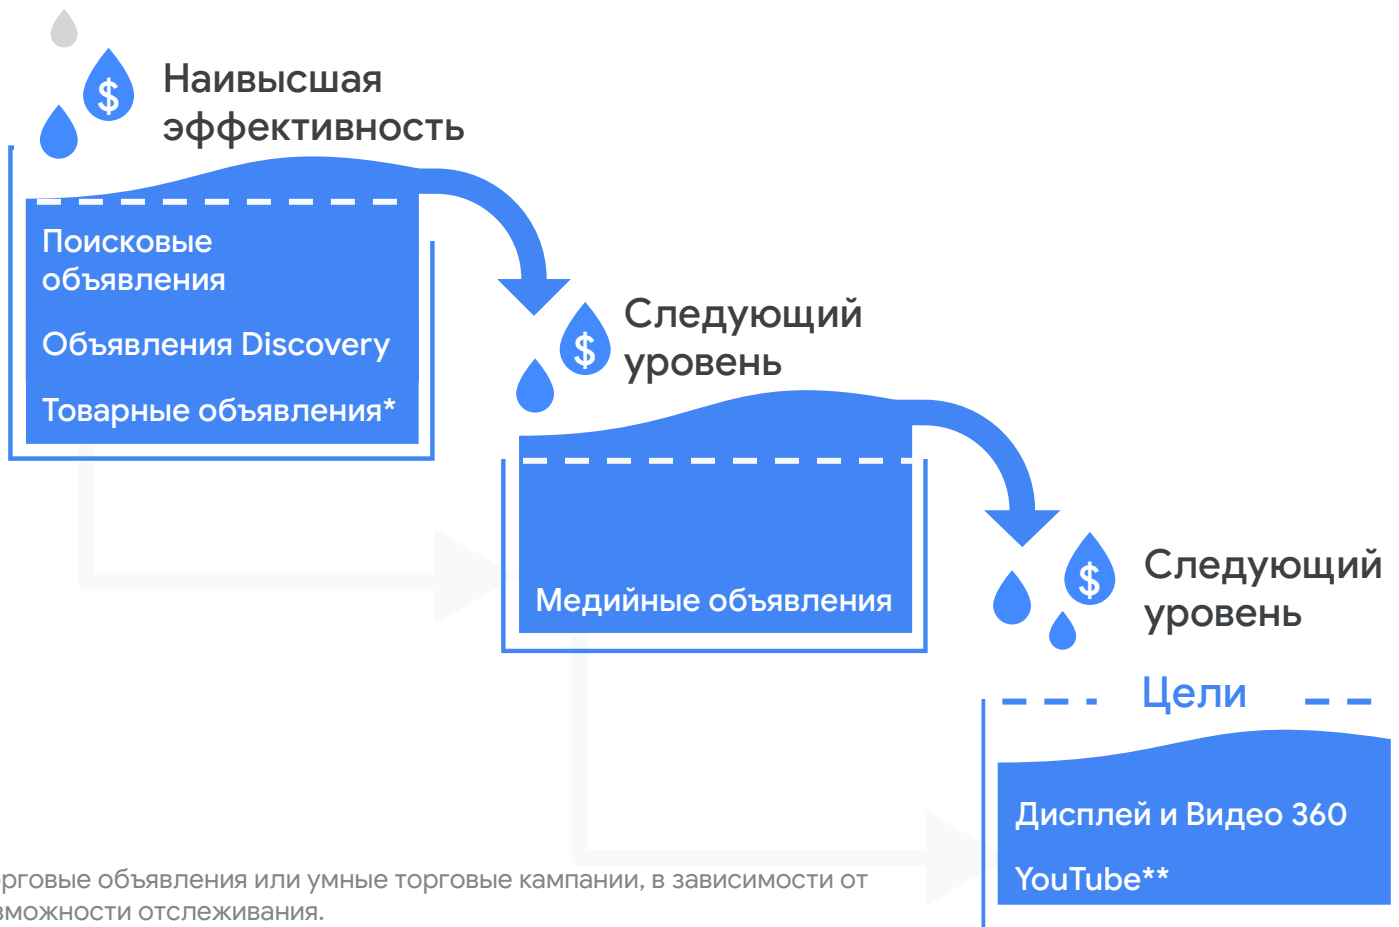 $
Наивысшая
эффективность
Поисковые
объявления
Объявления Discovery
Товарные объявления*
$
Следующий
уровень
Медийные объявления
$
Следующий
уровень
Цели
Дисплей и Видео 360
YouTube**
орговые объявления или умные торговые кампании, в зависимости от
зможности отслеживания.